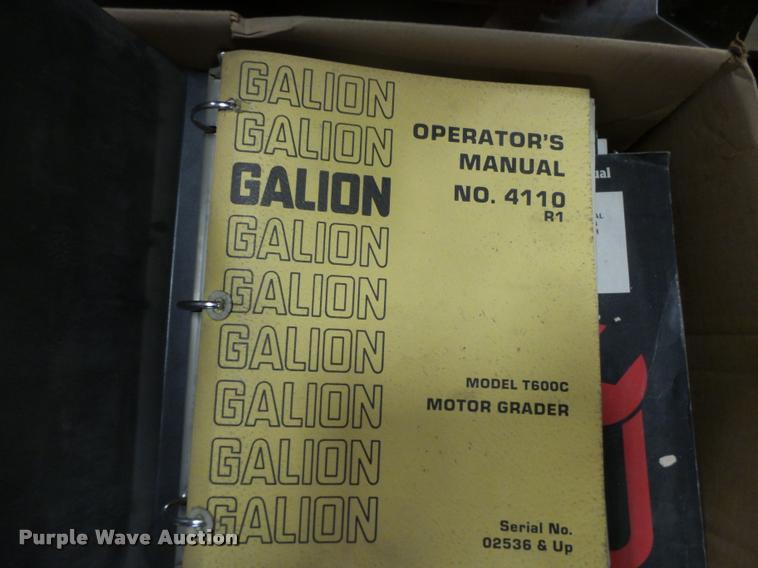 GALION
GALION
GALION
GALION
GALION
GALION
GALION
GALION
GALION
OPERATOR'S
MANUAL
NO. 4110
R1
MODEL T600C
MOTOR GRADER
Serial No.
02536 & Up
Purple Wave Auction